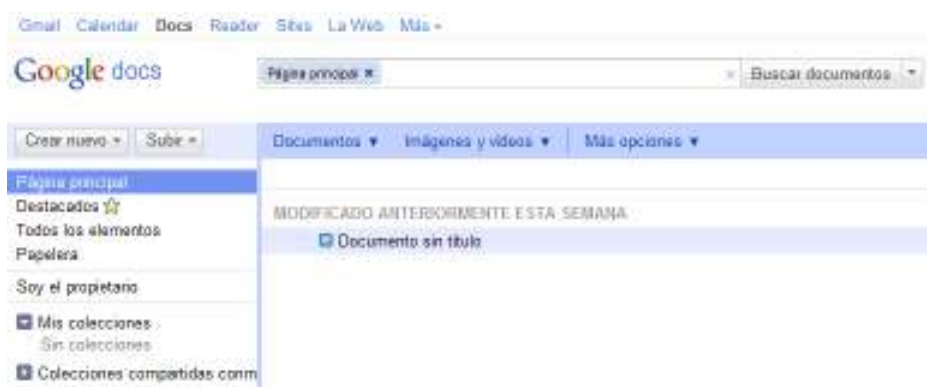 Gmail Calendar Docs Reader Sites La Web Más
Google docs
Página principal
Buscar documentos
Crear nuevo
Subir
Documentos
Imágenes y vídeos
Más opciones
Página principal
Destacados
Todos los elementos
Papelera
Soy el propietario
Mis colecciones
Sin colecciones
Colecciones compartidas conm
MODIFICADO ANTERIORMENTE ESTA SEMANA
Documento sin título